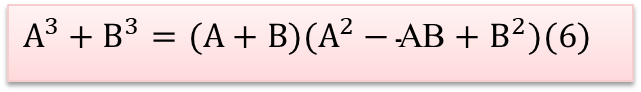 A³ + B³ = (A + B)(A² − -AB + B²)(6)